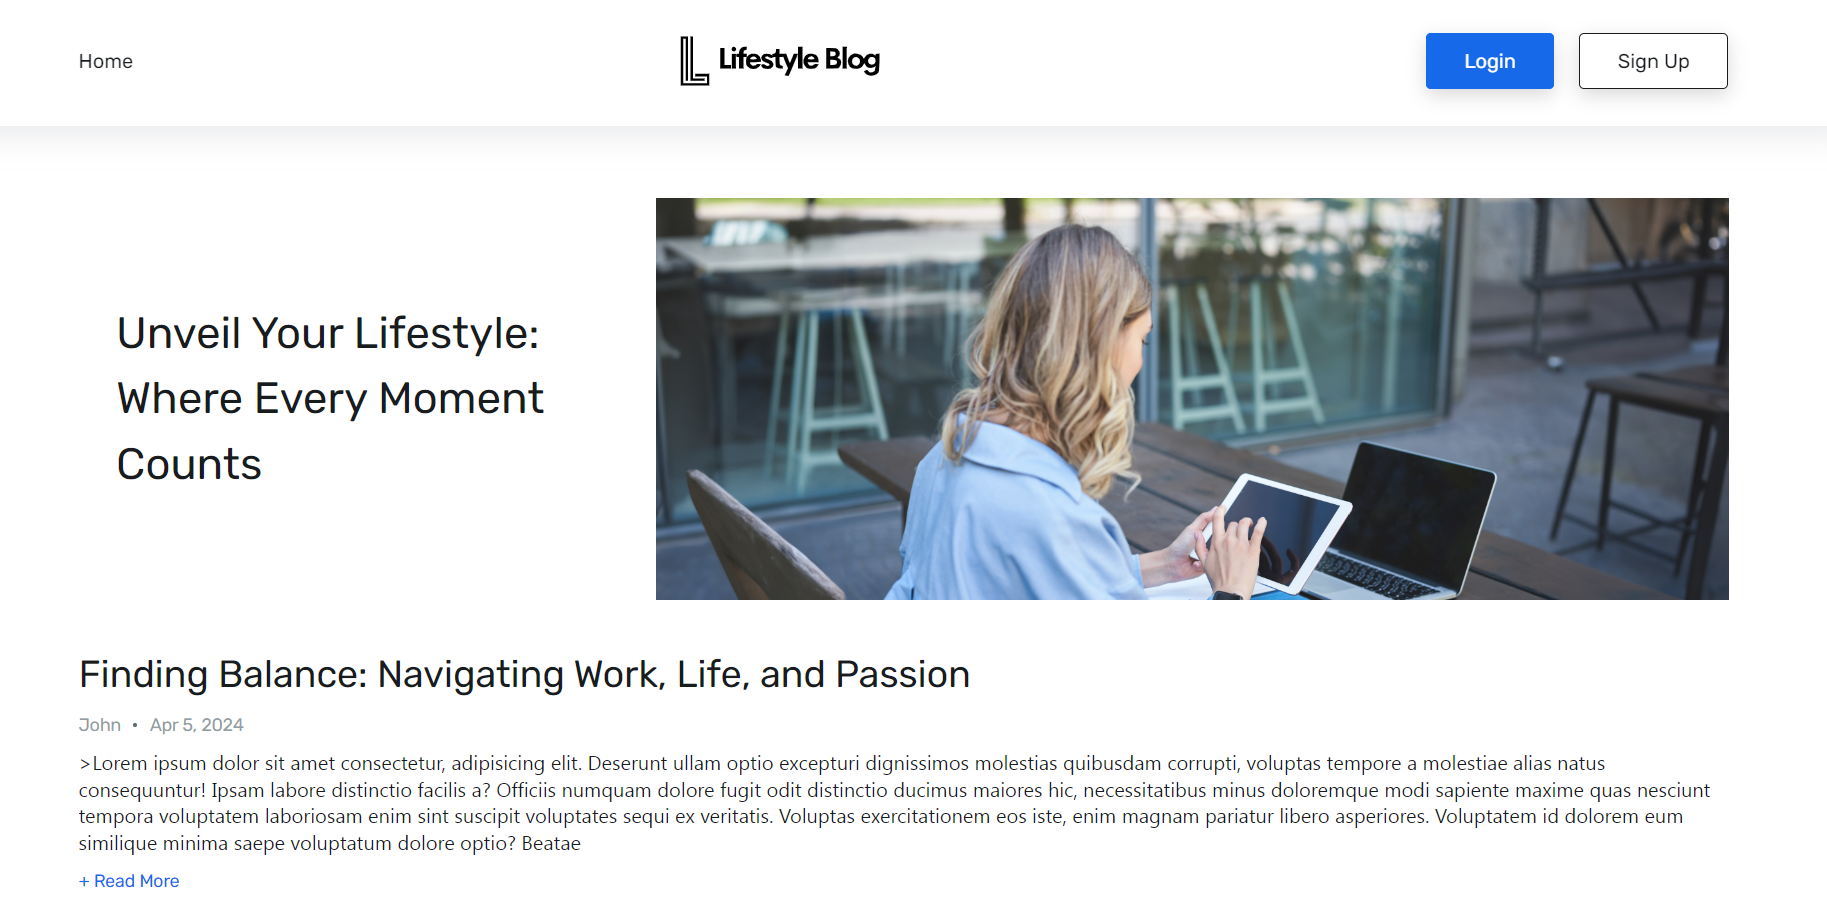 Home
L Lifestyle Blog
Login
Sign Up
Unveil Your Lifestyle:
Where Every Moment
Counts
Finding Balance: Navigating Work, Life, and Passion
John • Apr 5, 2024
>Lorem ipsum dolor sit amet consectetur, adipisicing elit. Deserunt ullam optio excepturi dignissimos molestias quibusdam corrupti, voluptas tempore a molestiae alias natus
consequuntur! Ipsam labore distinctio facilis a? Officiis numquam dolore fugit odit distinctio ducimus maiores hic, necessitatibus minus doloremque modi sapiente maxime quas nesciunt
tempora voluptatem laboriosam enim sint suscipit voluptates sequi ex veritatis. Voluptas exercitationem eos iste, enim magnam pariatur libero asperiores. Voluptatem id dolorem eum
similique minima saepe voluptatum dolore optio? Beatae
+ Read More